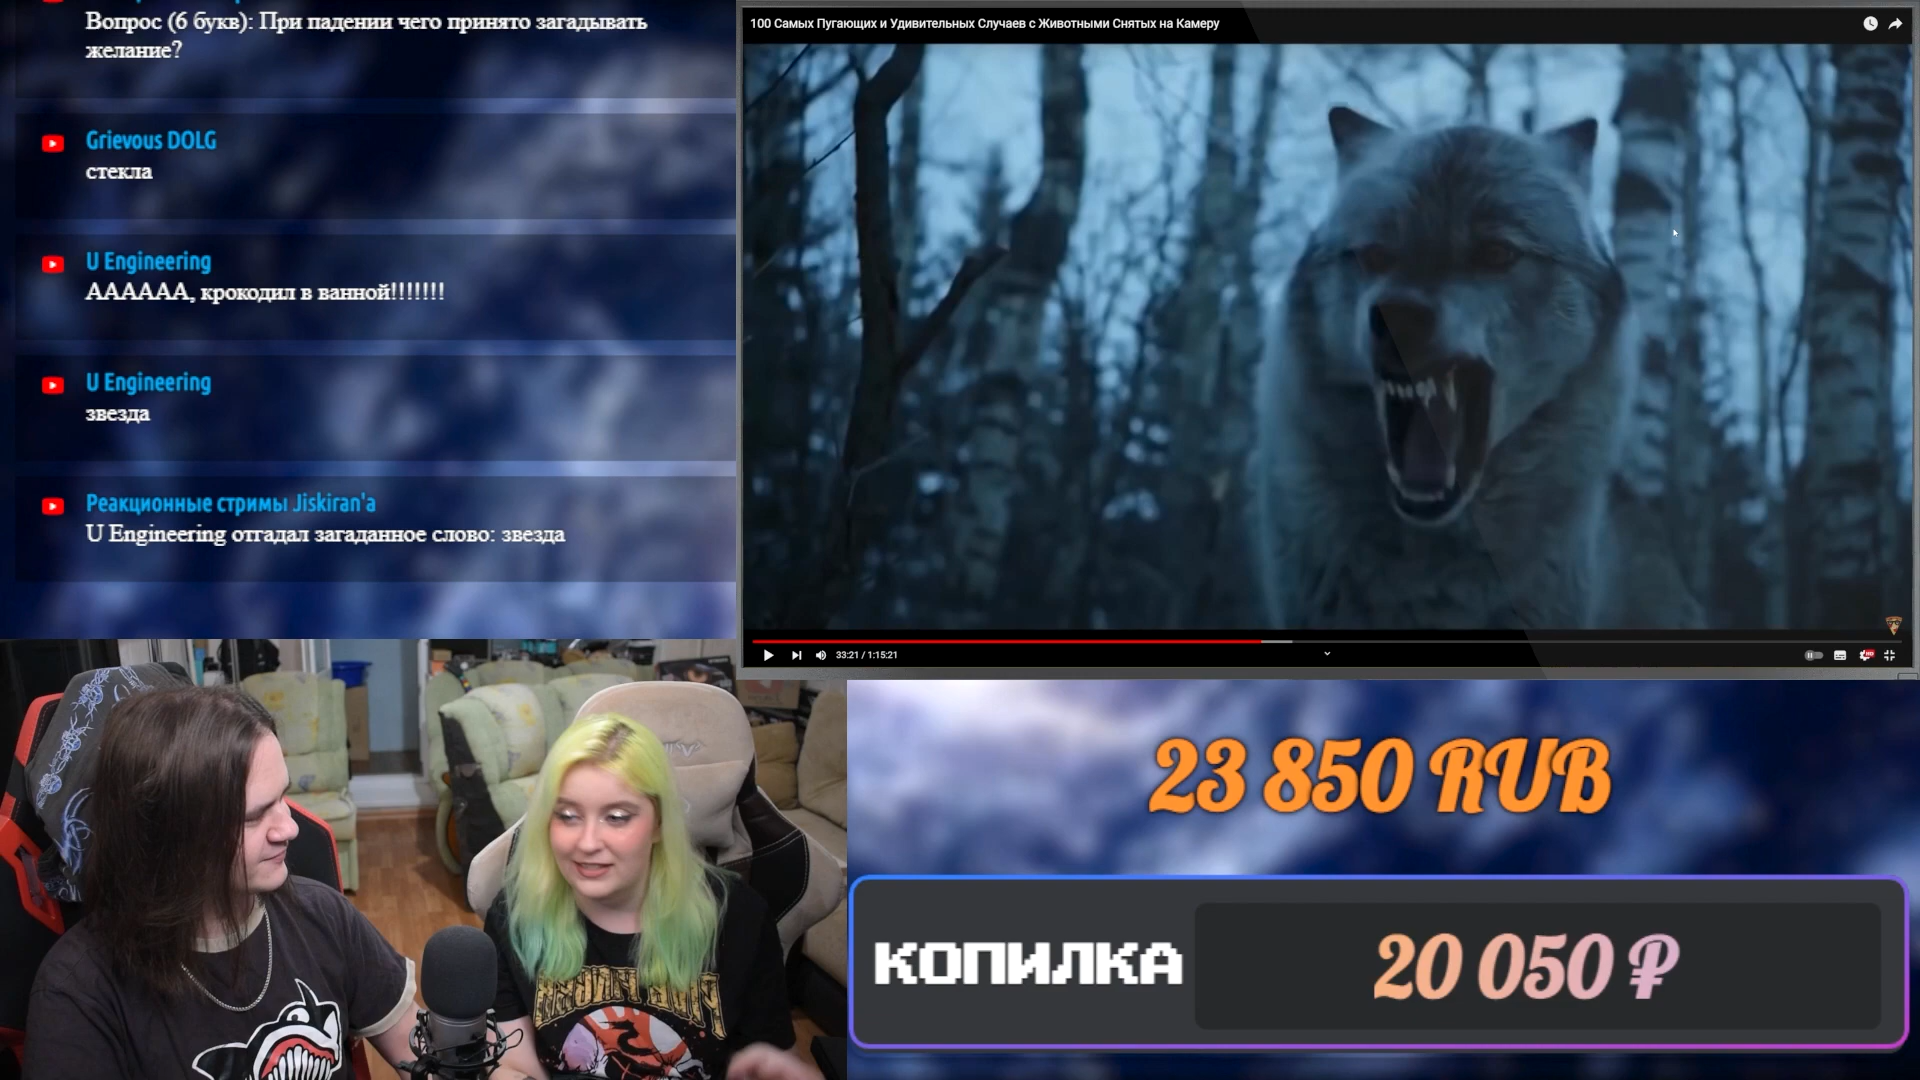 Вопрос (6 букв): При падении чего принято загадывать
желание?
Grievous DOLG
стекла
U Engineering
АААААА, крокодил в ванной!!!!!!!
U Engineering
звезда
Реакционные стримы Jiskiran'a
U Engineering отгадал загаданное слово: звезда
100 Самых Пугающих и Удивительных Случаев с Животными Снятых на Камеру
33:21 / 1:15:21
23 850 RUB
КОПИЛКА
20 050 ₽